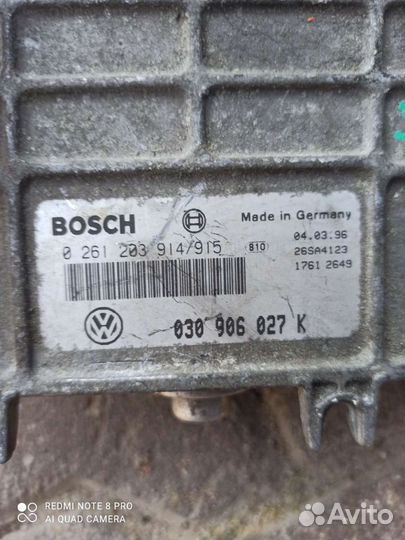 BOSCH
Made in Germany
0 261 203 914/915
B10
04.03.96
26SA4123
1761 2649
030 906 027 K
REDMI NOTE 8 PRO
AI QUAD CAMERA
Avito